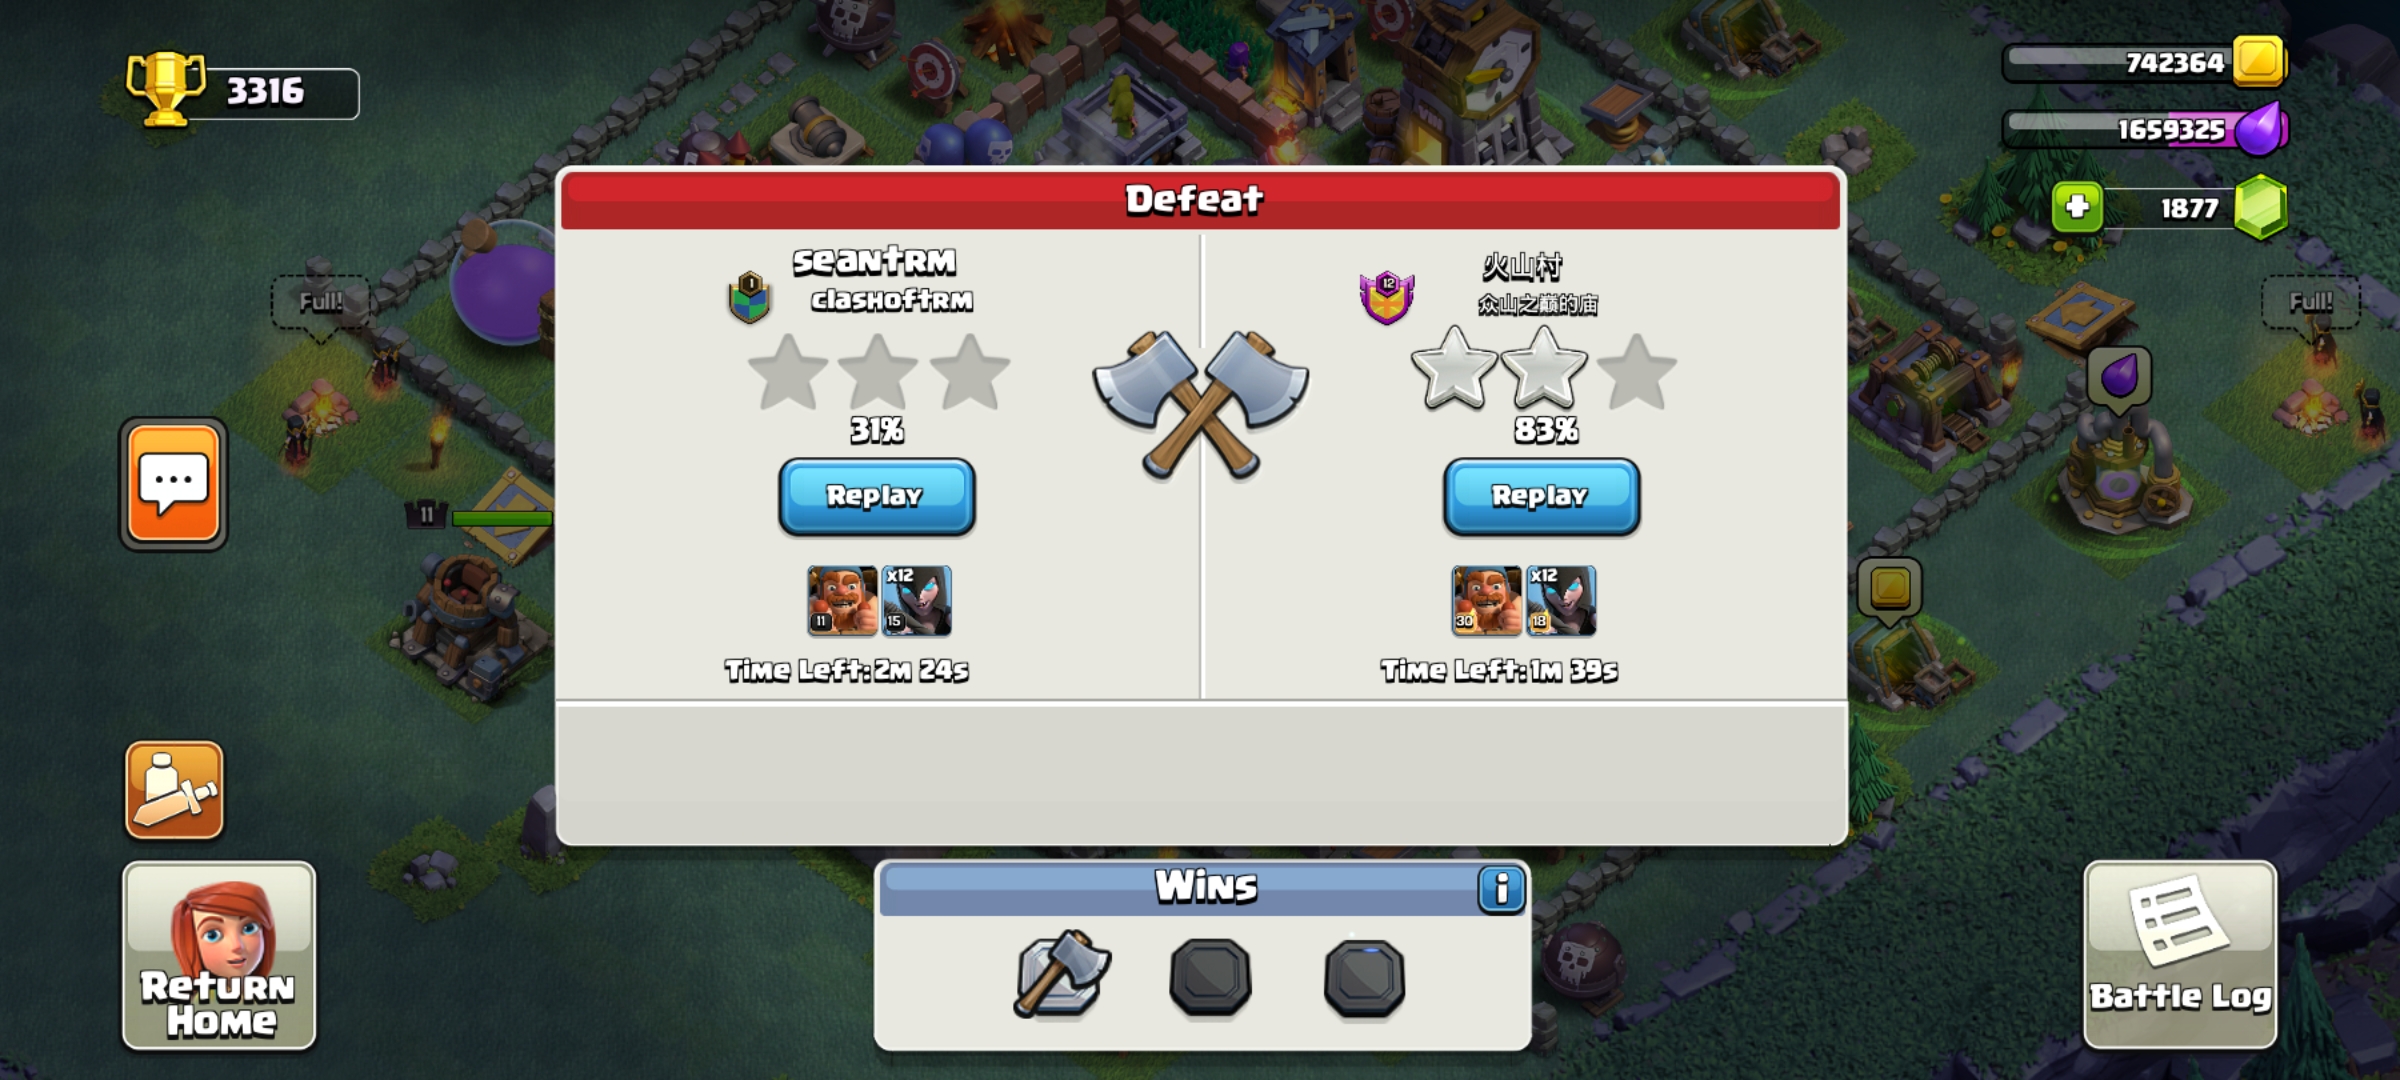 3316
742364
1659325
1877
Full!
Full!
Defeat
seantrm
clashoftrm
1
火山村
众山之巅的庙
12
31%
83%
Replay
Replay
11
x12
11
15
x12
30
18
Time Left:2m 24s
Time Left:1m 39s
Wins
i
Return
Home
Battle Log